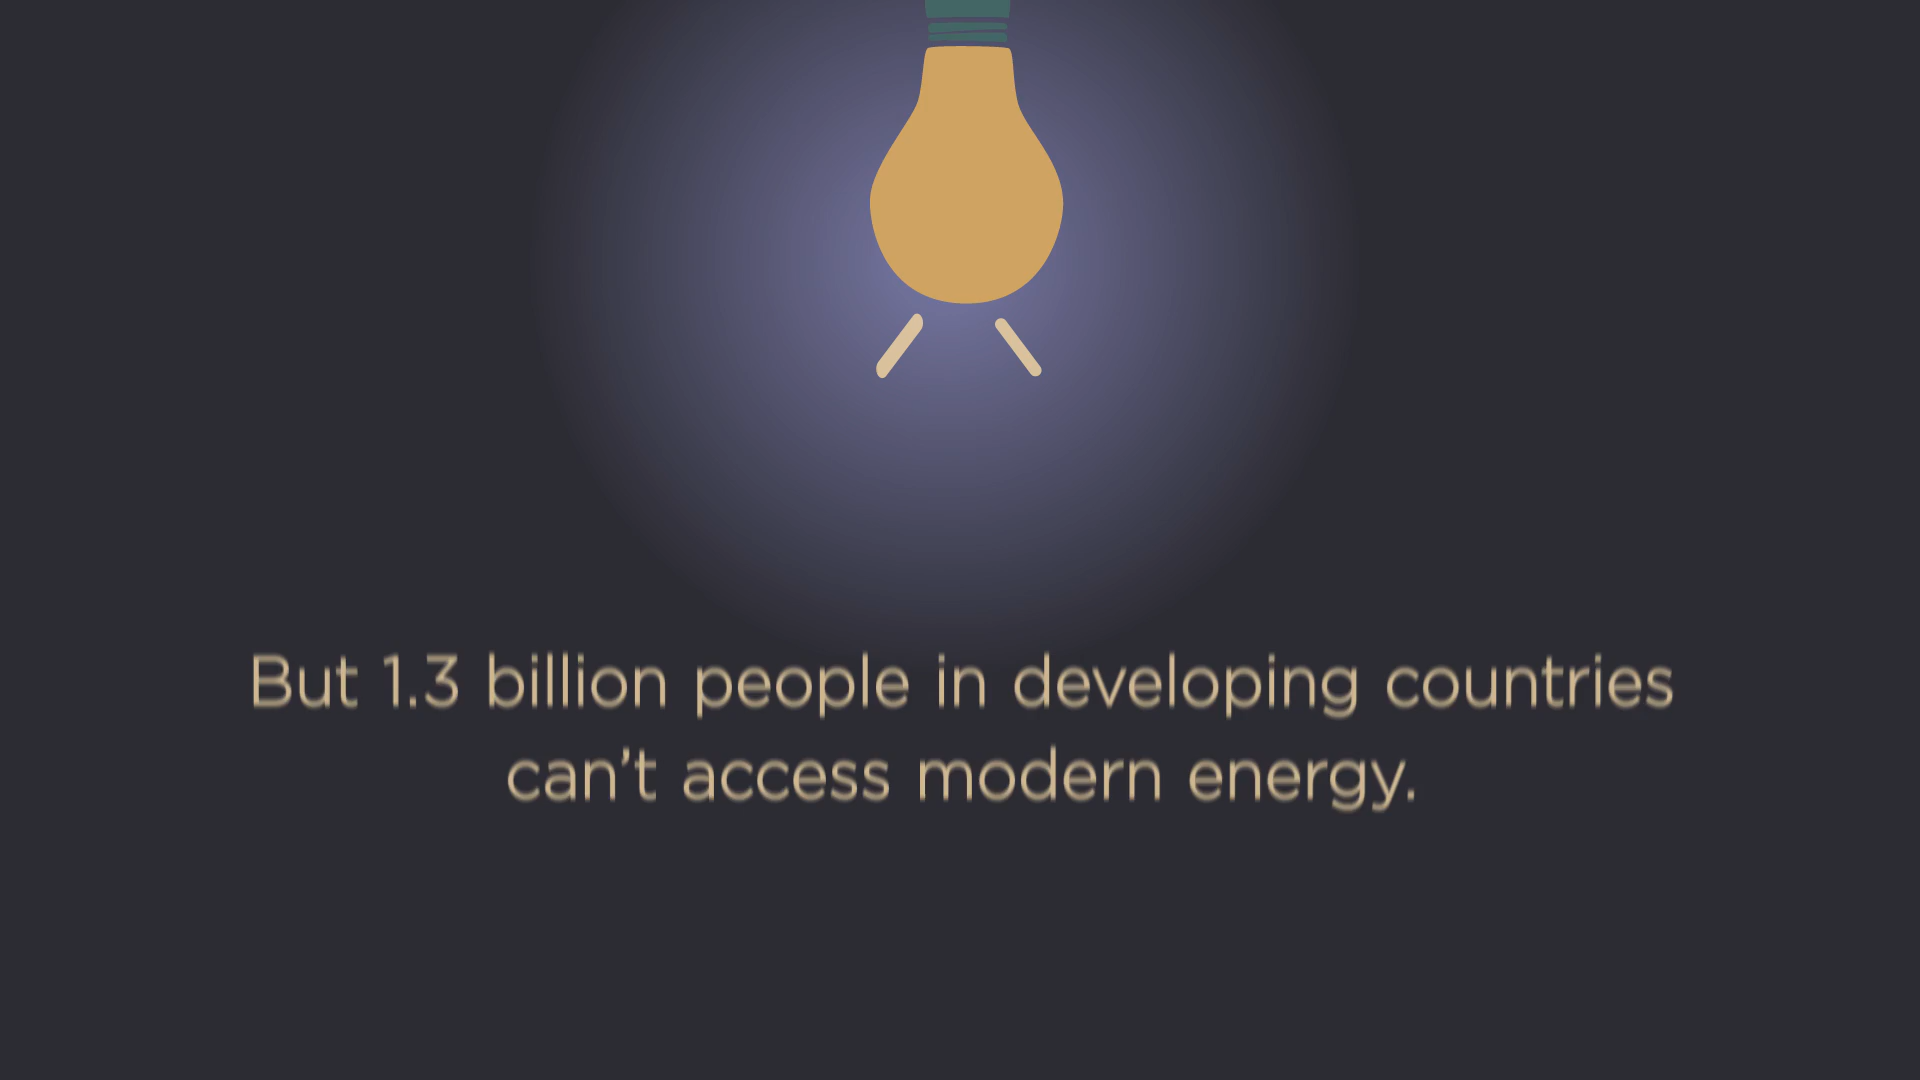 But 1.3 billion people in developing countries
can’t access modern energy.